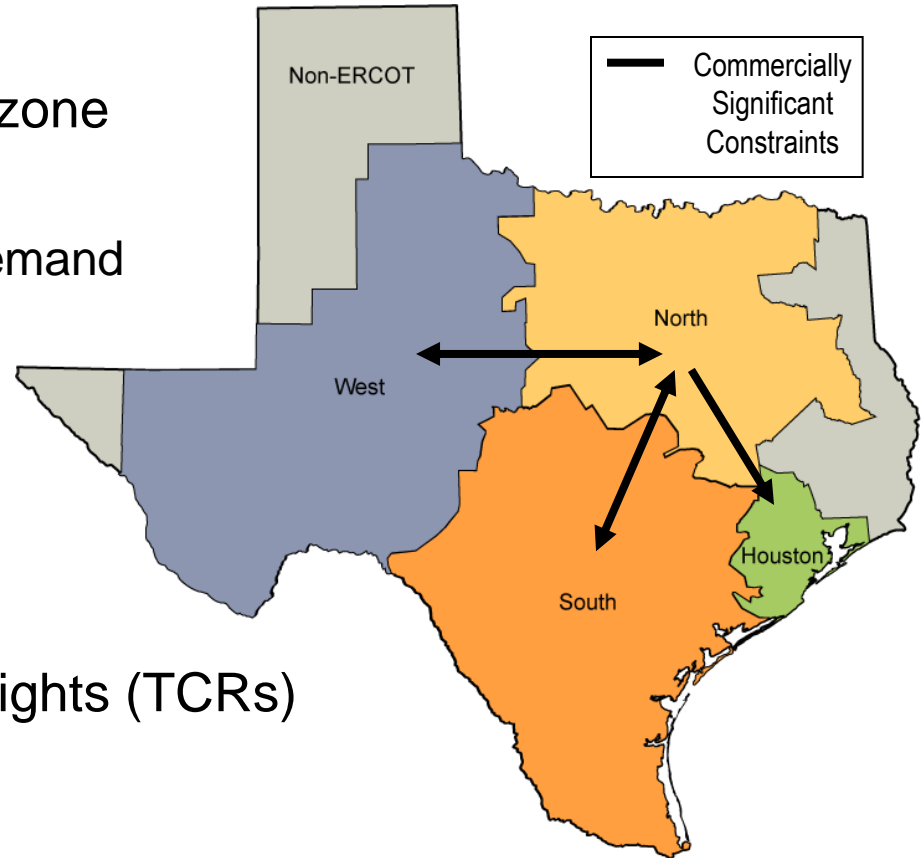 Non-ERCOT
Commercially
Significant
Constraints
zone
emand
North
West
Houston
South
ights (TCRs)